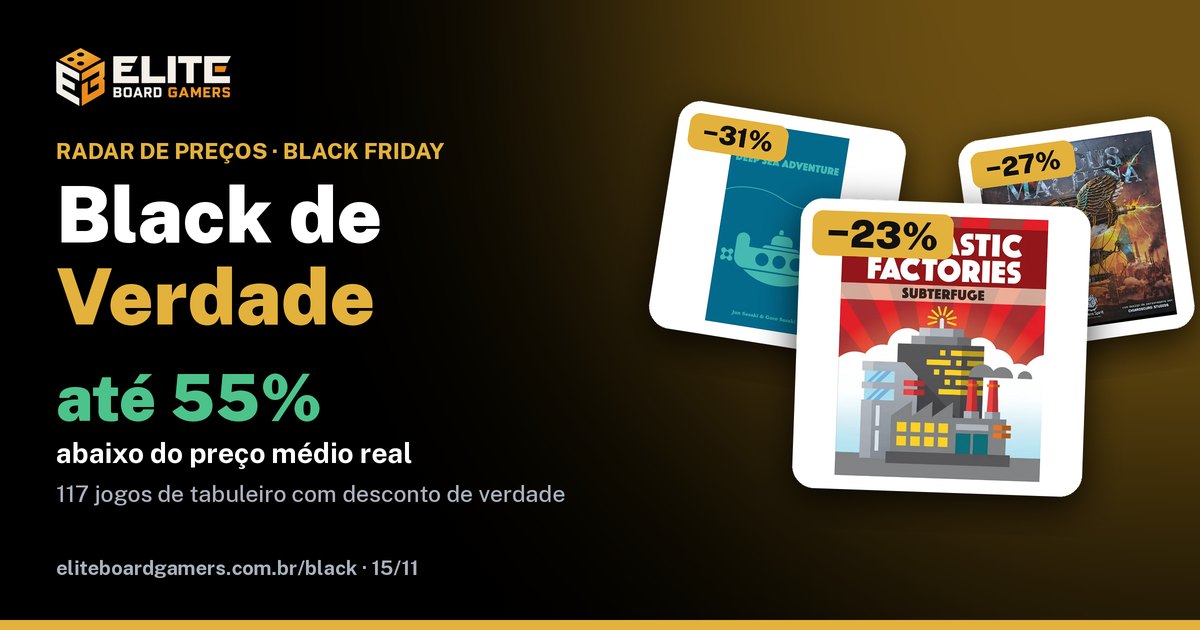 ELITE
BOARD GAMERS
RADAR DE PREÇOS · BLACK FRIDAY
Black de
Verdade
até 55%
abaixo do preço médio real
117 jogos de tabuleiro com desconto de verdade
eliteboardgamers.com.br/black · 15/11
−31%
DEEP SEA ADVENTURE
Jun Sasaki & Goro Sasaki
−23%
FACTORIES
SUBTERFUGE
−27%